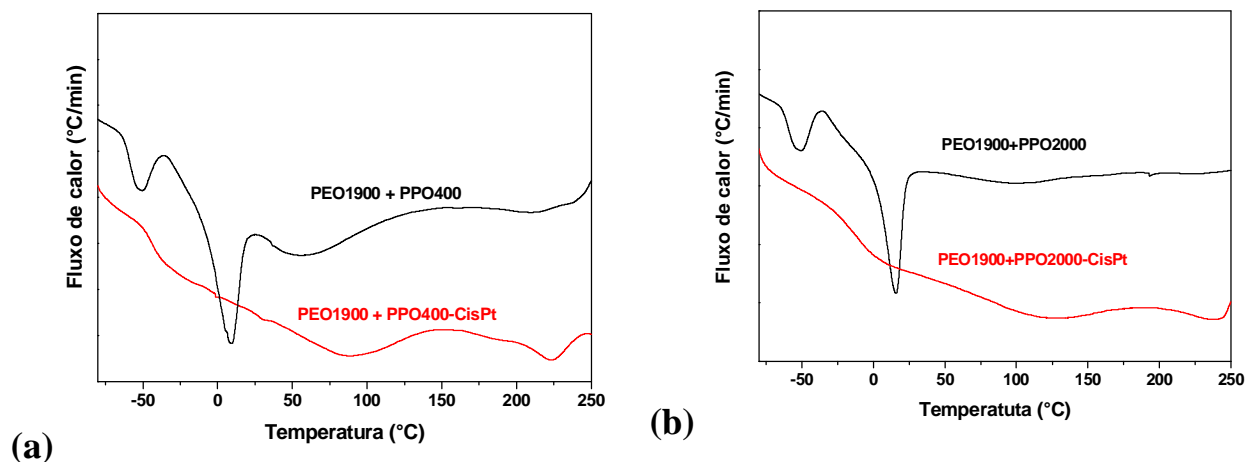 Fluxo de calor (°C/min)
PEO1900 + PPO400
PEO1900 + PPO400-CisPt
-50 0 50 100 150 200 250
Temperatura (°C)
(a)
Fluxo de calor (°C/min)
PEO1900+PPO2000
PEO1900+PPO2000-CisPt
-50 0 50 100 150 200 250
Temperatuta (°C)
(b)